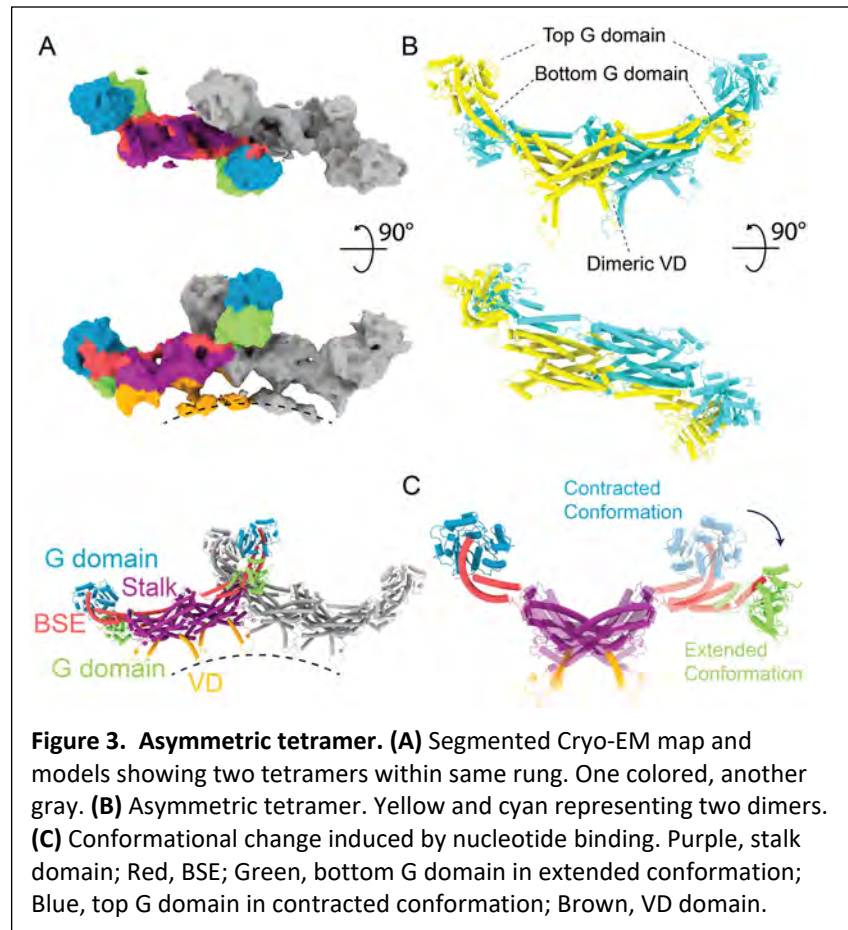 A
B
Top G domain
Bottom G domain
90°
90°
Dimeric VD
C
Contracted
Conformation
G domain
Stalk
BSE
G domain
VD
Extended
Conformation
Figure 3. Asymmetric tetramer. (A) Segmented Cryo-EM map and
models showing two tetramers within same rung. One colored, another
gray. (B) Asymmetric tetramer. Yellow and cyan representing two dimers.
(C) Conformational change induced by nucleotide binding. Purple, stalk
domain; Red, BSE; Green, bottom G domain in extended conformation;
Blue, top G domain in contracted conformation; Brown, VD domain.